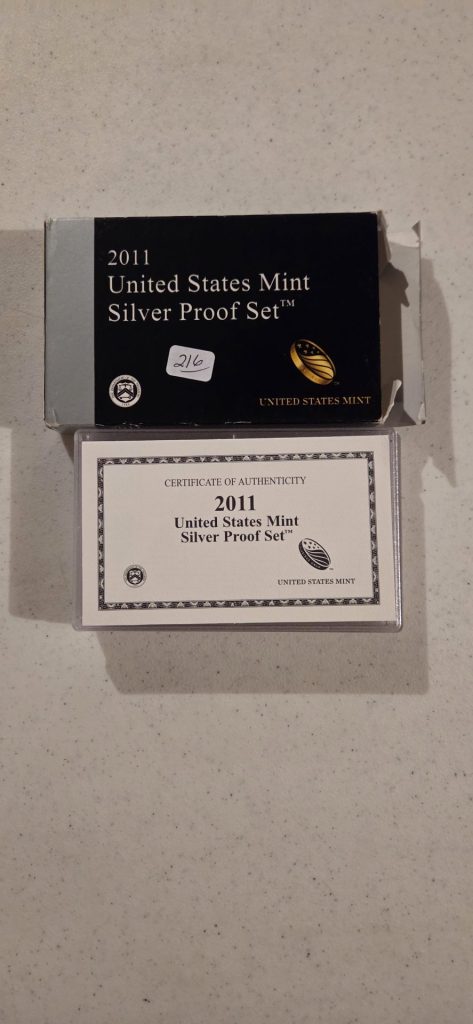 2011
United States Mint
Silver Proof Set™
216
UNITED STATES MINT
CERTIFICATE OF AUTHENTICITY
2011
United States Mint
Silver Proof Set™
UNITED STATES MINT